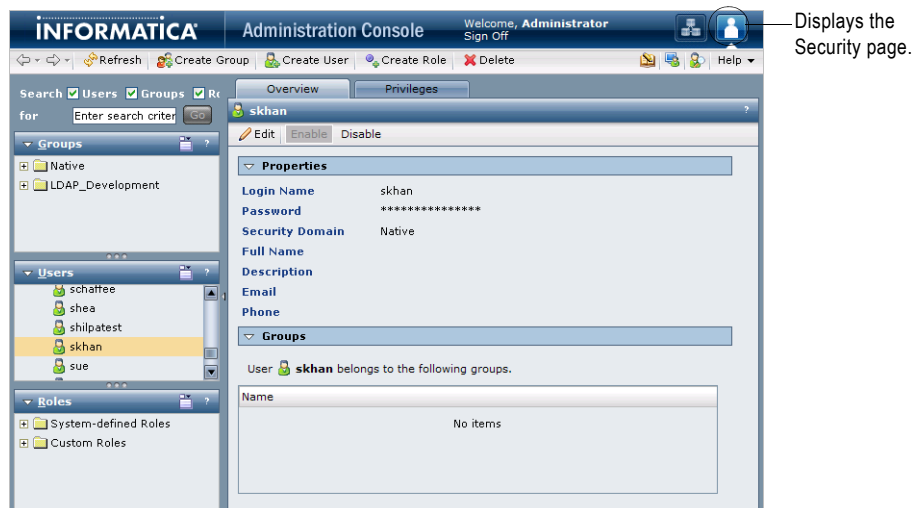 INFORMATICA
Administration Console
Welcome, Administrator
Sign Off
Displays the
Security page.
Refresh Create Group Create User Create Role Delete Help
Search Users Groups
for Enter search criter Go
Groups ?
Native
LDAP_Development
Users ?
schaffee
shea
shilpatest
skhan
sue
Roles ?
System-defined Roles
Custom Roles
Overview Privileges
skhan ?
Edit Enable Disable
Properties
Login Name skhan
Password ***************
Security Domain Native
Full Name
Description
Email
Phone
Groups
User skhan belongs to the following groups.
Name
No items